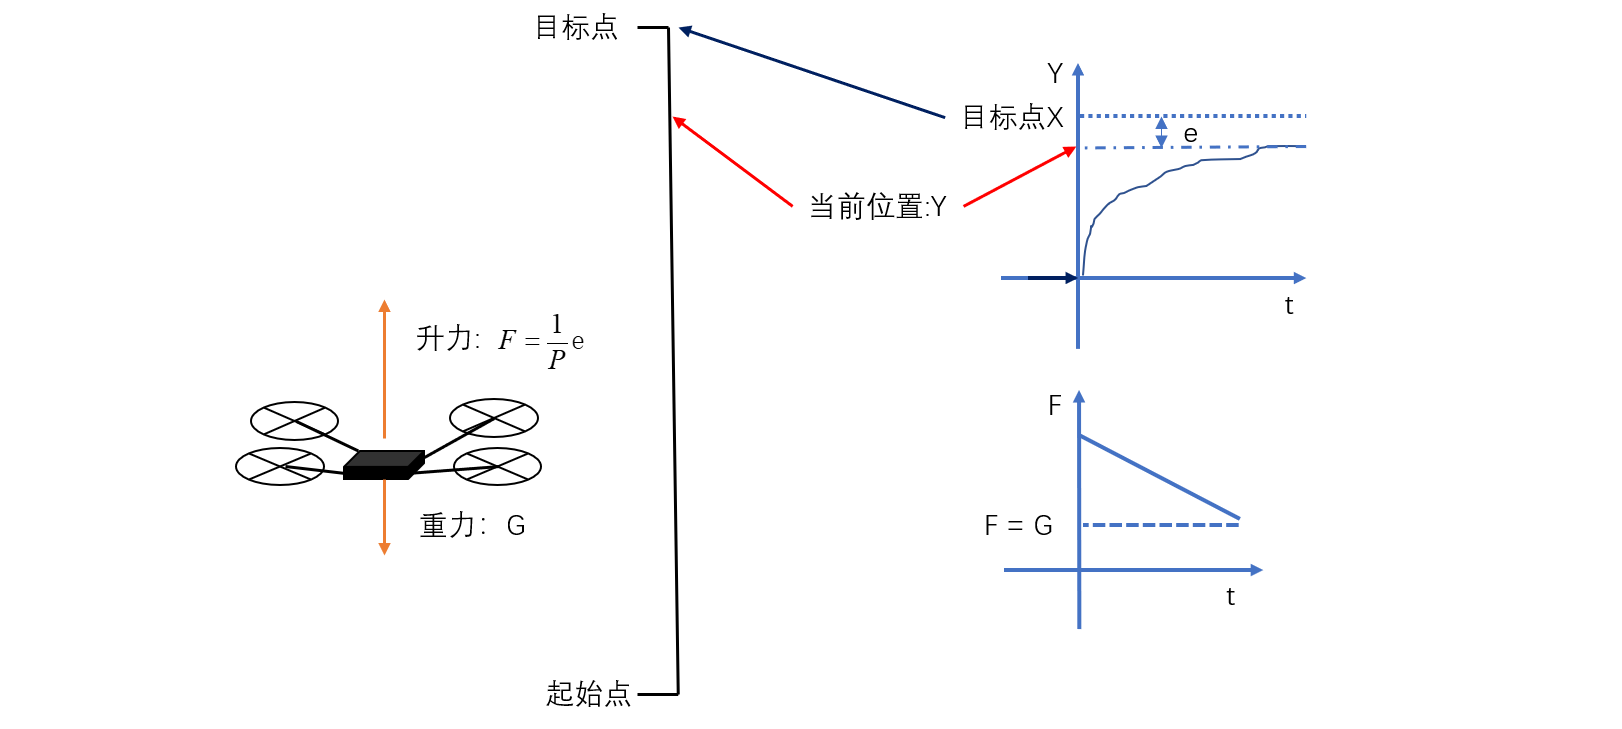 目标点
Y
目标点X
e
当前位置:Y
t
升力: F = 1/P e
F
重力：G
F = G
t
起始点